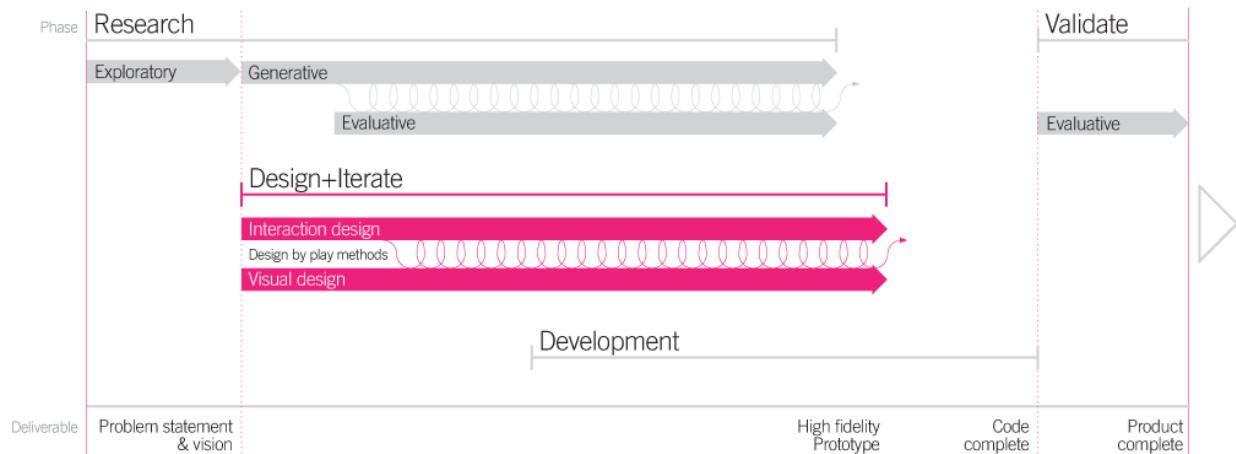 Phase
Research
Validate
Exploratory
Generative
Evaluative
Evaluative
Design+Iterate
Interaction design
Design by play methods
Visual design
Development
Deliverable
Problem statement
& vision
High fidelity
Prototype
Code
complete
Product
complete